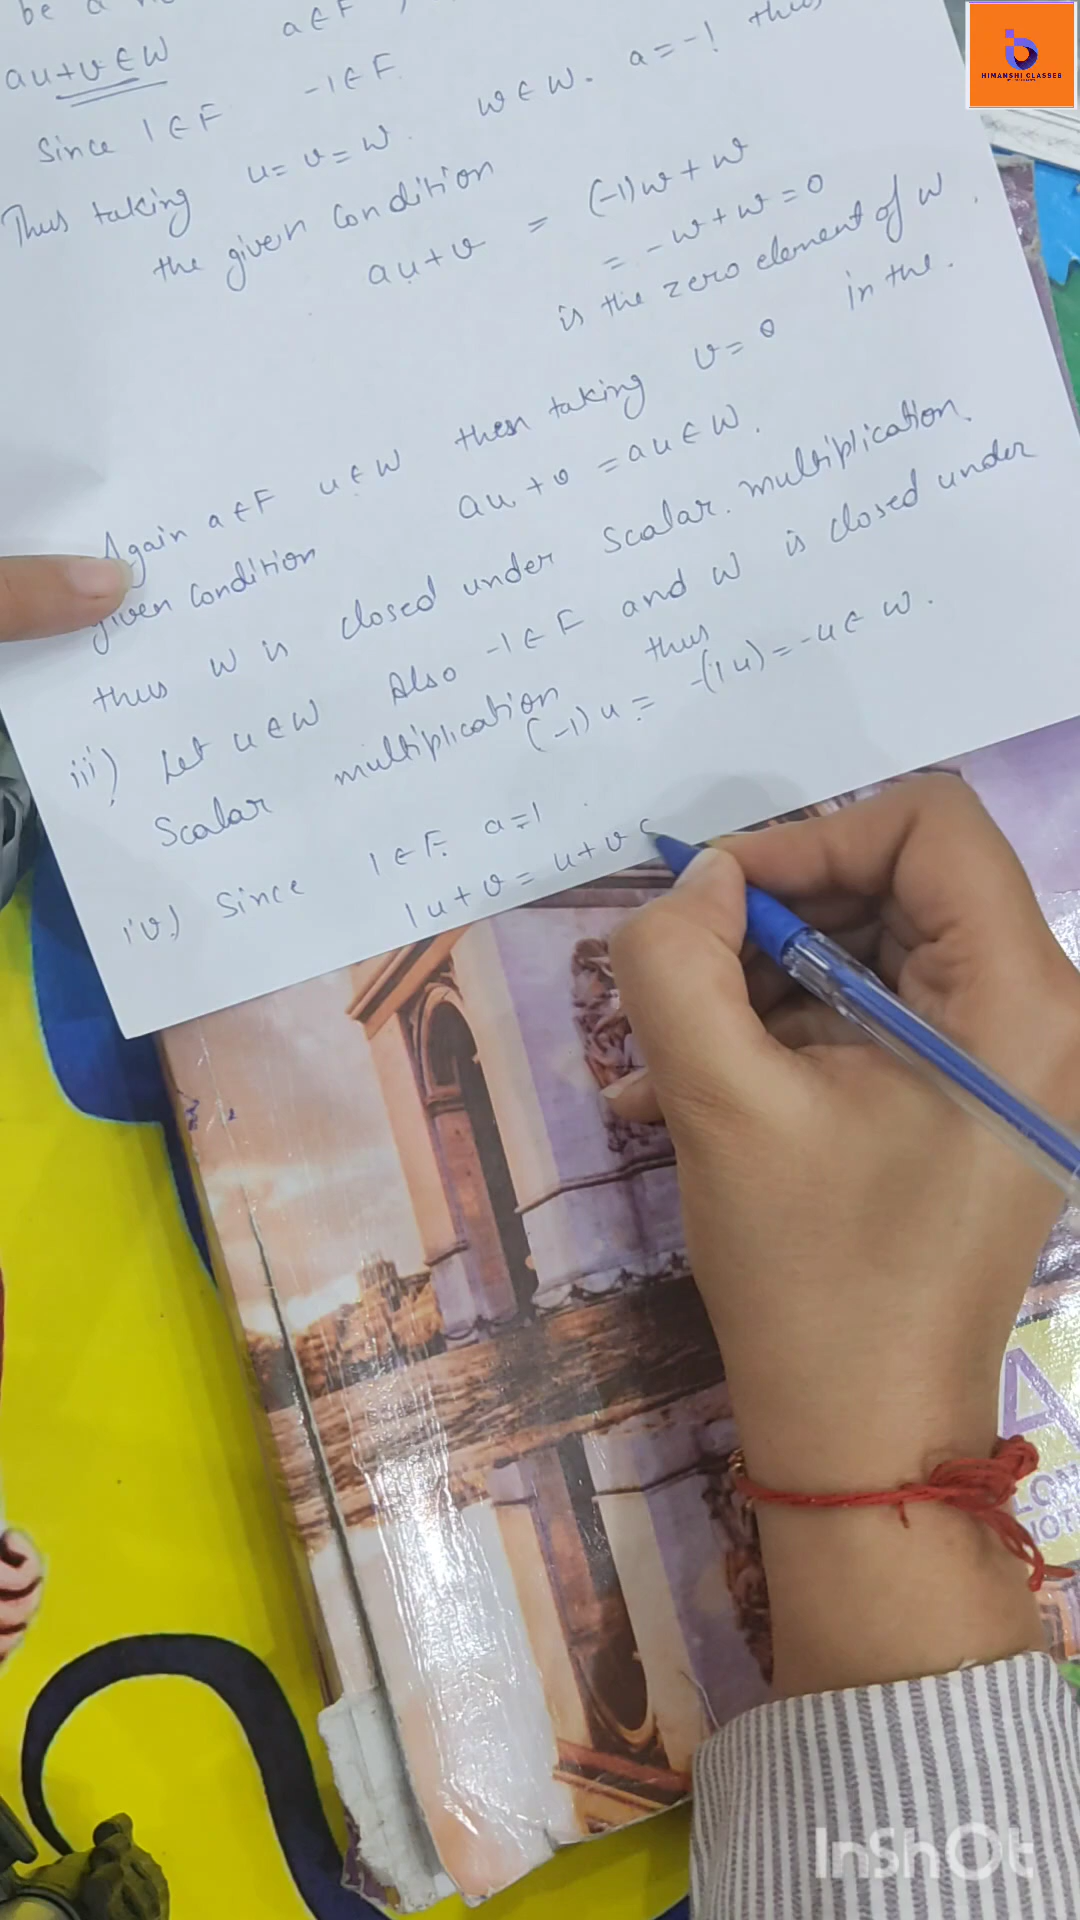 be a
au+v∈W a∈F
Since 1∈F -1∈F
Thus taking u=v=w. w∈W. a=-1 thus
the given condition
au+v = (-1)w+w
= -w+w=0
is the zero element of W.
Again a∈F u∈W then taking v=0 in the.
given condition au+0 = au∈W.
thus W is closed under scalar. multiplication.
iii) Let u∈W Also -1∈F and W is closed under
Scalar multiplication thus
(-1)u = -(1u) = -u∈W.
iv) Since 1∈F. a=1
1u+v = u+v
HIMANSHI CLASSES
InShOt